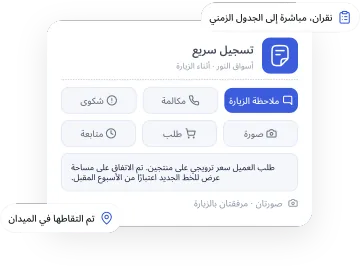 نقران، مباشرة إلى الجدول الزمني
تسجيل سريع
أسواق النور · أثناء الزيارة
ملاحظة الزيارة
مكالمة
شكوى
صورة
طلب
متابعة
طلب العميل سعر ترويجي على منتجين. تم الاتفاق على مساحة
عرض للخط الجديد اعتبارًا من الأسبوع المقبل.
صورتان · مرفقتان بالزيارة
تم التقاطها في الميدان